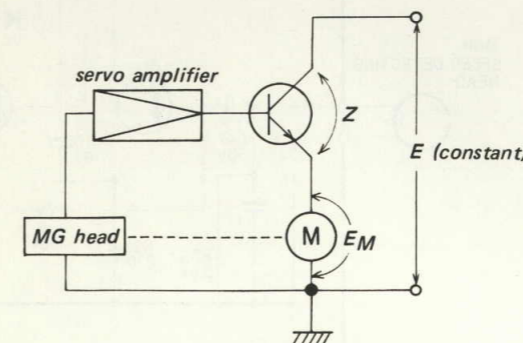 servo amplifier
Z
E (constant)
MG head
M
E_M